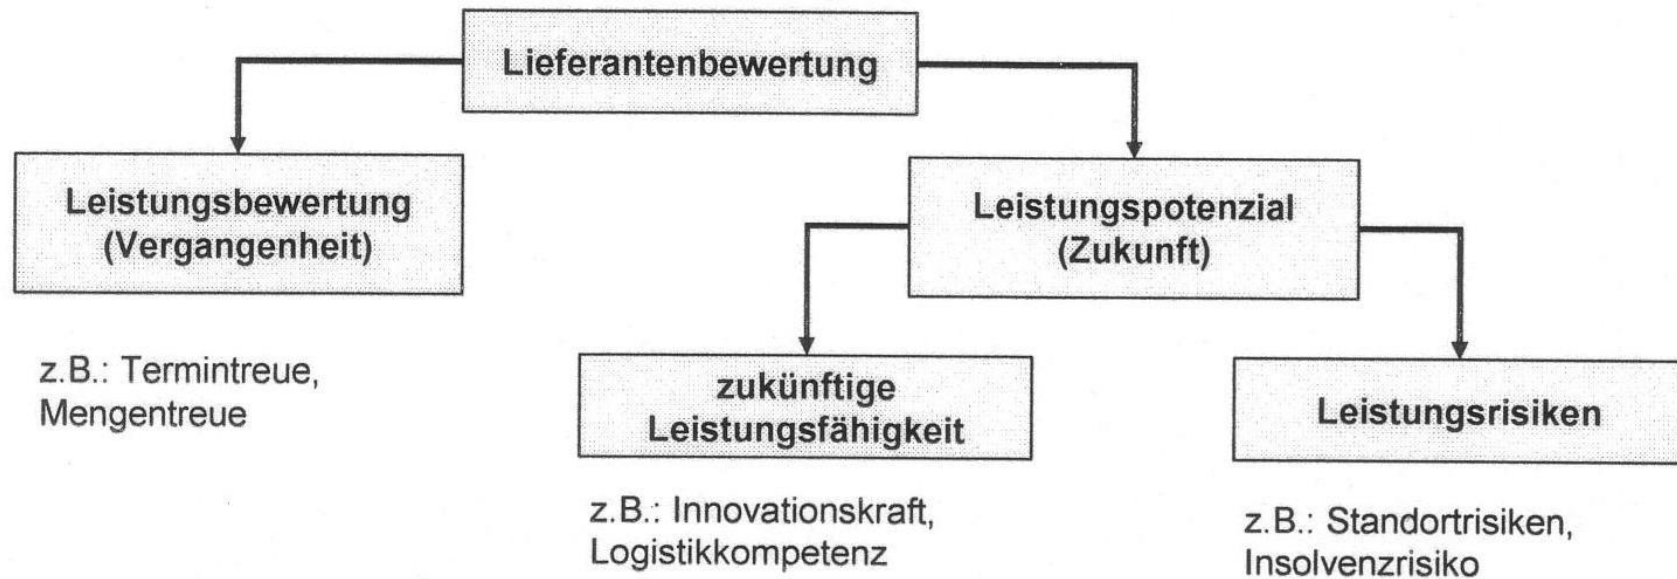 Lieferantenbewertung
Leistungsbewertung
(Vergangenheit)
Leistungspotenzial
(Zukunft)
z.B.: Termintreue,
Mengentreue
zukünftige
Leistungsfähigkeit
Leistungsrisiken
z.B.: Innovationskraft,
Logistikkompetenz
z.B.: Standortrisiken,
Insolvenzrisiko